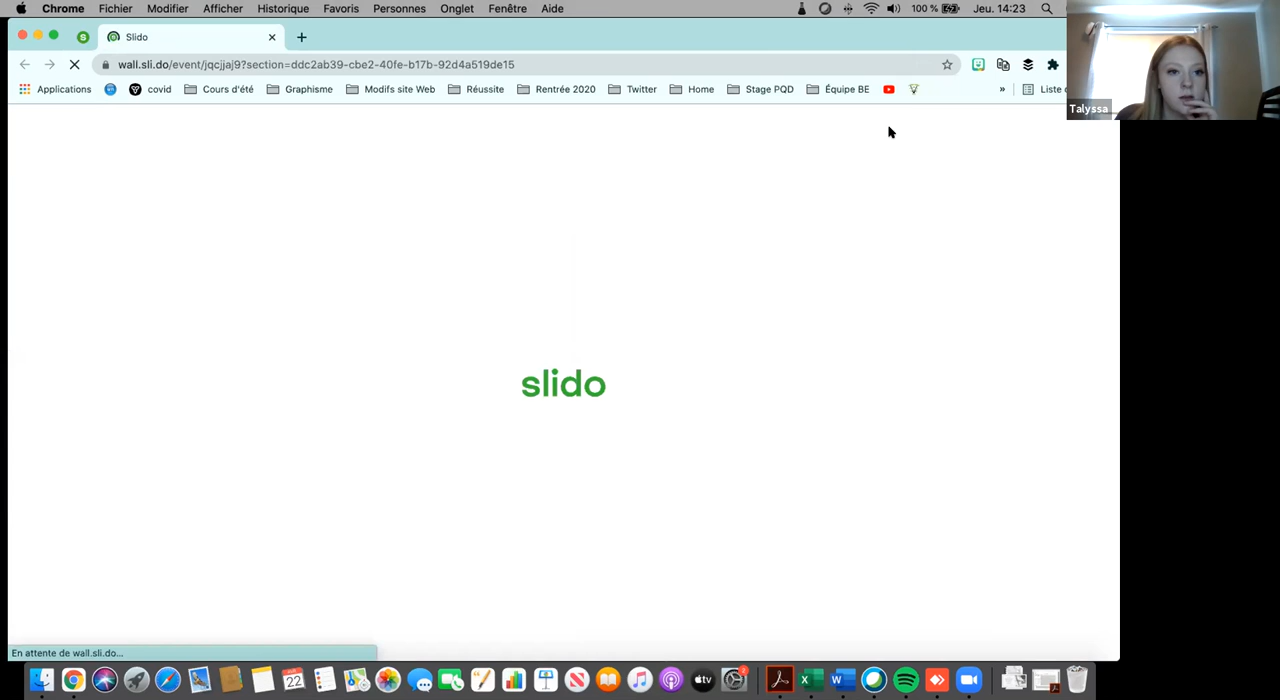 Chrome Fichier Modifier Afficher Historique Favoris Personnes Onglet Fenêtre Aide 100 % Jeu. 14:23
Slido
wall.sli.do/event/jqcjjaj9?section=ddc2ab39-cbe2-40fe-b17b-92d4a519de15
Applications covid Cours d'été Graphisme Modifs site Web Réussite Rentrée 2020 Twitter Home Stage PQD Équipe BE » Liste
Talyssa
slido
En attente de wall.sli.do...
22 tv